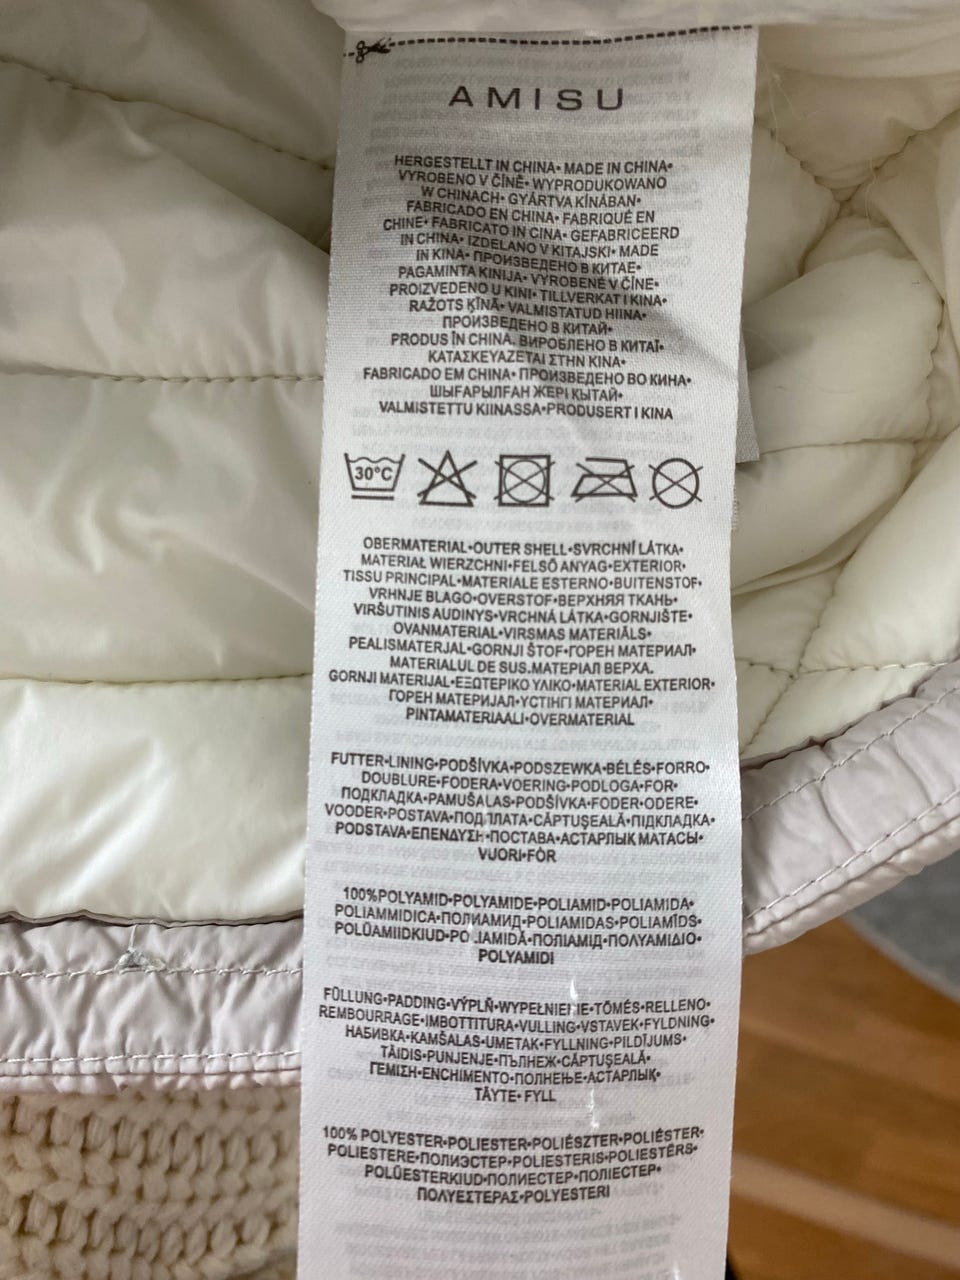 AMISU
HERGESTELLT IN CHINA• MADE IN CHINA•
VYROBENO V ČÍNĚ• WYPRODUKOWANO
W CHINACH• GYÁRTVA KÍNÁBAN•
FABRICADO EN CHINA• FABRIQUÉ EN
CHINE• FABRICATO IN CINA• GEFABRICEERD
IN CHINA• IZDELANO V KITAJSKI• MADE
IN KINA• ПРОИЗВЕДЕНО В КИТАЕ•
PAGAMINTA KINIJA• VYROBENÉ V ČÍNE•
PROIZVEDENO U KINI• TILLVERKAT I KINA•
RAŽOTS ĶĪNĀ• VALMISTATUD HIINA•
ПРОИЗВЕДЕНО В КИТАЙ•
PRODUS ÎN CHINA. ВИРОБЛЕНО В КИТАЇ•
ΚΑΤΑΣΚΕΥΑΖΕΤΑΙ ΣΤΗΝ ΚΙΝΑ•
FABRICADO EM CHINA• ПРОИЗВЕДЕНО ВО КИНА•
ШЫҒАРЫЛҒАН ЖЕРІ ҚЫТАЙ•
VALMISTETTU KIINASSA•PRODUSERT I KINA
30°C
OBERMATERIAL•OUTER SHELL•SVRCHNÍ LÁTKA•
MATERIAŁ WIERZCHNI•FELSŐ ANYAG•EXTERIOR•
TISSU PRINCIPAL•MATERIALE ESTERNO•BUITENSTOF•
VRHNJE BLAGO•OVERSTOF•ВЕРХНЯЯ ТКАНЬ•
VIRŠUTINIS AUDINYS•VRCHNÁ LÁTKA•GORNJIŠTE•
OVANMATERIAL•VIRSMAS MATERIĀLS•
PEALISMATERJAL•GORNJI ŠTOF•ГОРЕН МАТЕРИАЛ•
MATERIALUL DE SUS.МАТЕРІАЛ ВЕРХА.
GORNJI MATERIJAL•ΕΞΩΤΕΡΙΚΟ ΥΛΙΚΟ•MATERIAL EXTERIOR•
ГОРЕН МАТЕРИЈАЛ•ҮСТІҢГІ МАТЕРИАЛ•
PINTAMATERIAALI•OVERMATERIAL
FUTTER•LINING•PODŠÍVKA•PODSZEWKA•BÉLÉS•FORRO•
DOUBLURE•FODERA•VOERING•PODLOGA•FOR•
ПОДКЛАДКА•PAMUŠALAS•PODŠÍVKA•FODER•ODERE•
VOODER•POSTAVA•ПОДПЛАТА•CĂPTUȘEALĂ•ПІДКЛАДКА•
PODSTAVA•ΕΠΕΝΔΥΣΗ•ПОСТАВА•АСТАРЛЫҚ МАТАСЫ•
VUORI•FÔR
100%POLYAMID•POLYAMIDE•POLIAMID•POLIAMIDA•
POLIAMMIDICA•ПОЛИАМИД•POLIAMIDAS•POLIAMĪDS•
POLÜAMIIDKIUD•POLIAMIDĂ•ПОЛІАМІД•ΠΟΛΥΑΜΙΔΙΟ•
POLYAMIDI
FÜLLUNG•PADDING•VÝPLŇ•WYPEŁNIENIE•TÖMÉS•RELLENO•
REMBOURRAGE•IMBOTTITURA•VULLING•VSTAVEK•FYLDNING•
НАБИВКА•KAMŠALAS•UMETAK•FYLLNING•PILDĪJUMS•
TÄIDIS•PUNJENJE•ПЪЛНЕЖ•CĂPTUȘEALĂ•
ΓΕΜΙΣΗ•ENCHIMENTO•ПОЛНЕЊЕ•АСТАРЛЫҚ•
TÄYTE• FYLL
100% POLYESTER•POLIESTER•POLIÉSZTER•POLIÉSTER•
POLIESTERE•ПОЛИЭСТЕР•POLIESTERIS•POLIESTĒRS•
POLÜESTERKIUD•ПОЛИЕСТЕР•ПОЛІЕСТЕР•
ΠΟΛΥΕΣΤΕΡΑΣ•POLYESTERI